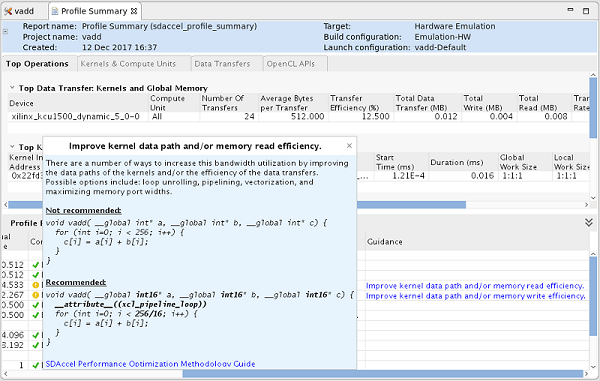 vadd Profile Summary
Report name: Profile Summary (sdaccel_profile_summary) Target: Hardware Emulation
Project name: vadd Build configuration: Emulation-HW
Created: 12 Dec 2017 16:37 Launch configuration: vadd-Default
Top Operations Kernels & Compute Units Data Transfers OpenCL APIs
Top Data Transfer: Kernels and Global Memory
Device Compute Unit Number Of Transfers Average Bytes per Transfer Transfer Efficiency (%) Total Data Transfer (MB) Total Write (MB) Total Read (MB) Tran Rate
xilinx_kcu1500_dynamic_5_0-0 All 24 512.000 12.500 0.012 0.004 0.008
Top K
Kernel In Address Start Time (ms) Duration (ms) Global Work Size Local Work Size
0x22fd3 1.21E-4 0.016 1:1:1 1:1:1
Improve kernel data path and/or memory read efficiency.
There are a number of ways to increase this bandwidth utilization by improving
the data paths of the kernels and/or the efficiency of the data transfers.
Possible options include: loop unrolling, pipelining, vectorization, and
maximizing memory port widths.
Not recommended:
void vadd( __global int* a, __global int* b, __global int* c) {
for (int i=0; i < 256; i++) {
c[i] = a[i] + b[i];
}
}
Recommended:
void vadd( __global int16* a, __global int16* b, __global int16* c) {
__attribute__((xcl_pipeline_loop))
for (int i=0; i < 256/16; i++) {
c[i] = a[i] + b[i];
}
}
SDAccel Performance Optimization Methodology Guide
Profile
al Co Guidance
0.512
0.512
4.533 Improve kernel data path and/or memory read efficiency.
2.267 Improve kernel data path and/or memory write efficiency.
0.500
0.500
4.096
8.192
1